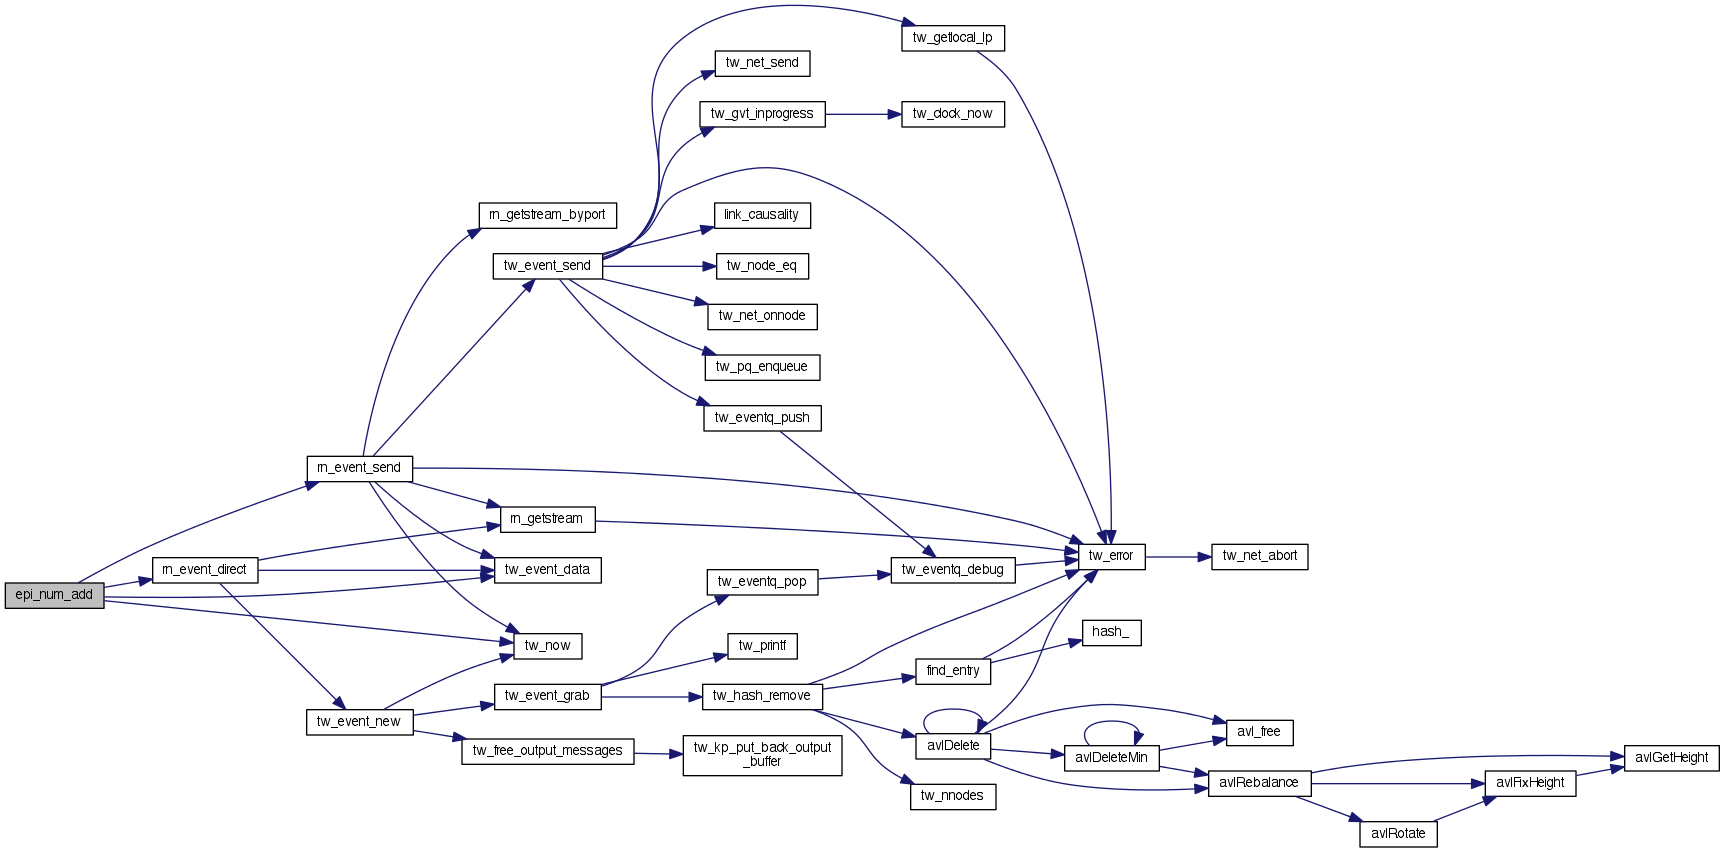 tw_getlocal_lp
tw_net_send
tw_gvt_inprogress
tw_clock_now
rn_getstream_byport
link_causality
tw_event_send
tw_node_eq
tw_net_onnode
tw_pq_enqueue
tw_eventq_push
rn_event_send
rn_getstream
tw_error
tw_net_abort
rn_event_direct
tw_event_data
tw_eventq_debug
tw_eventq_pop
epi_num_add
hash_
tw_now
tw_printf
find_entry
tw_event_grab
tw_hash_remove
tw_event_new
avl_free
tw_free_output_messages
tw_kp_put_back_output
_buffer
avlDelete
avlDeleteMin
avlGetHeight
avlRebalance
avlFixHeight
tw_nnodes
avlRotate